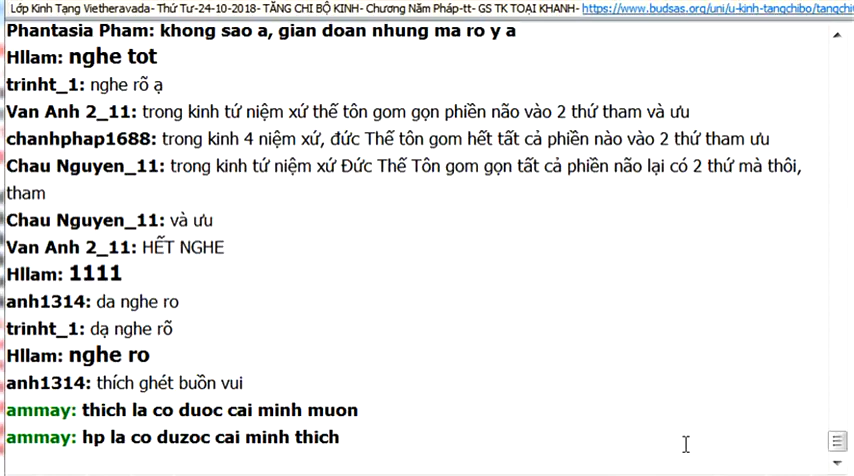 Lớp Kinh Tạng Vietheravada- Thứ Tư-24-10-2018- TĂNG CHI BỘ KINH- Chương Năm Pháp-tt- GS TK TOẠI KHANH- https://www.budsas.org/uni/u-kinh-tangchibo/tangchi
Phantasia Pham: khong sao a, gian doan nhung ma ro y a
Hllam: nghe tot
trinht_1: nghe rõ ạ
Van Anh 2_11: trong kinh tứ niệm xứ thế tôn gom gọn phiền não vào 2 thứ tham và ưu
chanhphap1688: trong kinh 4 niệm xứ, đức Thế tôn gom hết tất cả phiền nào vào 2 thứ tham ưu
Chau Nguyen_11: trong kinh tứ niệm xứ Đức Thế Tôn gom gọn tất cả phiền não lại có 2 thứ mà thôi,
tham
Chau Nguyen_11: và ưu
Van Anh 2_11: HẾT NGHE
Hllam: 1111
anh1314: da nghe ro
trinht_1: dạ nghe rõ
Hllam: nghe ro
anh1314: thích ghét buồn vui
ammay: thich la co duoc cai minh muon
ammay: hp la co duzoc cai minh thich